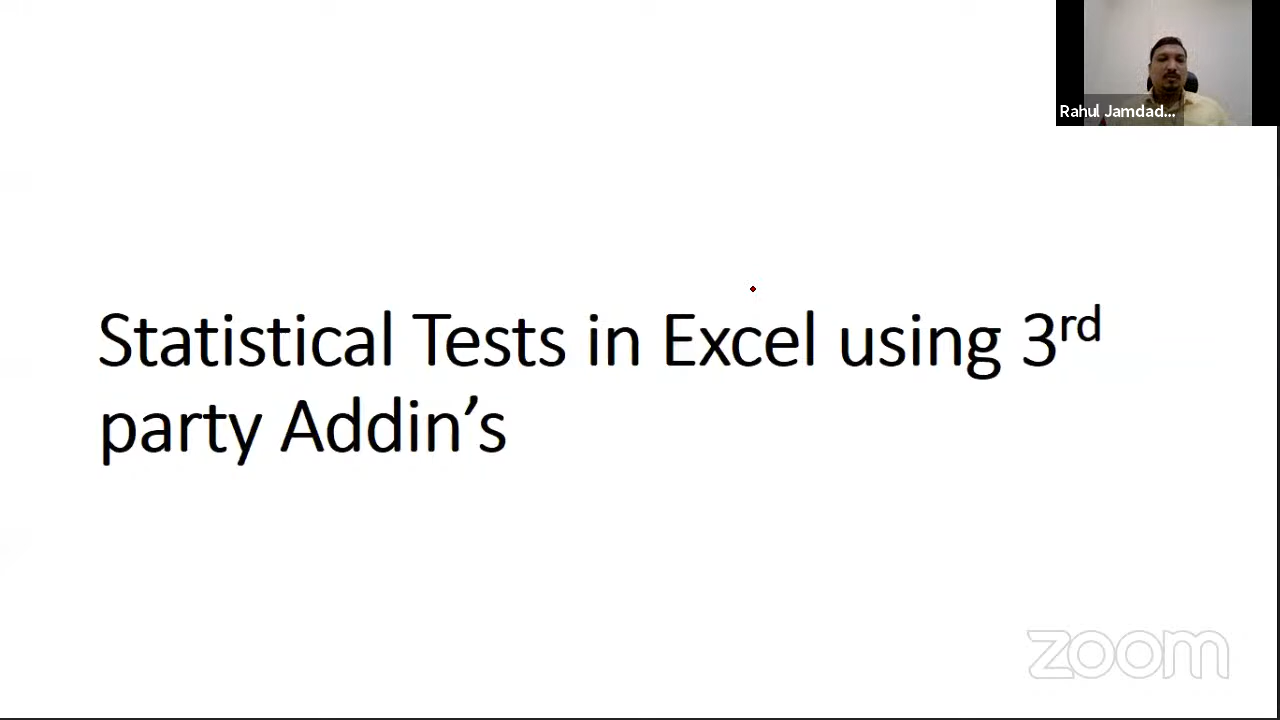 Rahul Jamdad...
Statistical Tests in Excel using 3rd
party Addin's
zoom